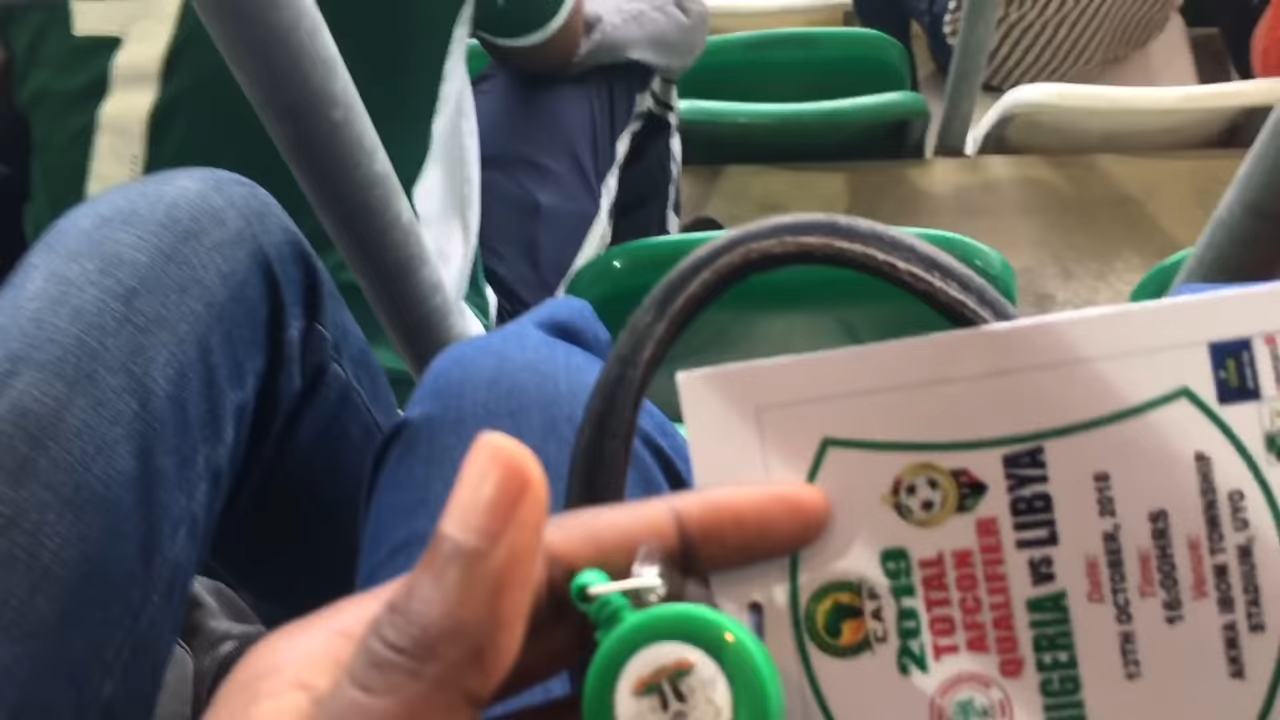 CAF
2019
TOTAL
AFCON
QUALIFIER
NIGERIA VS LIBYA
Date:
13TH OCTOBER, 2018
Time:
16:00HRS
Venue:
AKWA IBOM TOWNSHIP
STADIUM, UYO